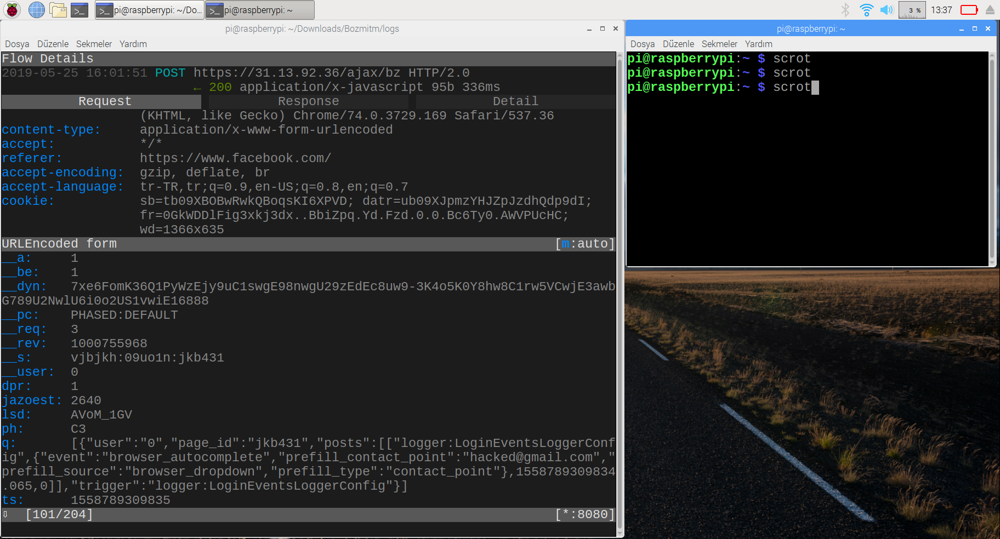 pi@raspberrypi: ~/Do...
pi@raspberrypi: ~
3 %
13:37
pi@raspberrypi: ~/Downloads/Bozmitm/logs
Dosya Düzenle Sekmeler Yardım
Flow Details
2019-05-25 16:01:51 POST https://31.13.92.36/ajax/bz HTTP/2.0
← 200 application/x-javascript 95b 336ms
Request Response Detail
(KHTML, like Gecko) Chrome/74.0.3729.169 Safari/537.36
content-type: application/x-www-form-urlencoded
accept: */*
referer: https://www.facebook.com/
accept-encoding: gzip, deflate, br
accept-language: tr-TR,tr;q=0.9,en-US;q=0.8,en;q=0.7
cookie: sb=tb09XBOBwRwkQBoqsKI6XPVD; datr=ub09XJpmzYHJZpJzdhQdp9dI;
fr=0GkWDDlFig3xkj3dx..BbiZpq.Yd.Fzd.0.0.Bc6Ty0.AWVPUcHC;
wd=1366x635
URLEncoded form [m:auto]
__a: 1
__be: 1
__dyn: 7xe6FomK36Q1PyWzEjy9uC1swgE98nwgU29zEdEc8uw9-3K4o5K0Y8hw8C1rw5VCwjE3awb
G789U2NwlU6i0o2US1vwiE16888
__pc: PHASED:DEFAULT
__req: 3
__rev: 1000755968
__s: vjbjkh:09uo1n:jkb431
__user: 0
dpr: 1
jazoest: 2640
lsd: AVoM_1GV
ph: C3
q: [{"user":"0","page_id":"jkb431","posts":[["logger:LoginEventsLoggerConf
ig",{"event":"browser_autocomplete","prefill_contact_point":"hacked@gmail.com","
prefill_source":"browser_dropdown","prefill_type":"contact_point"},1558789309834
.065,0]],"trigger":"logger:LoginEventsLoggerConfig"}]
ts: 1558789309835
⇩ [101/204] [*:8080]
pi@raspberrypi: ~
Dosya Düzenle Sekmeler Yardım
pi@raspberrypi:~ $ scrot
pi@raspberrypi:~ $ scrot
pi@raspberrypi:~ $ scrot